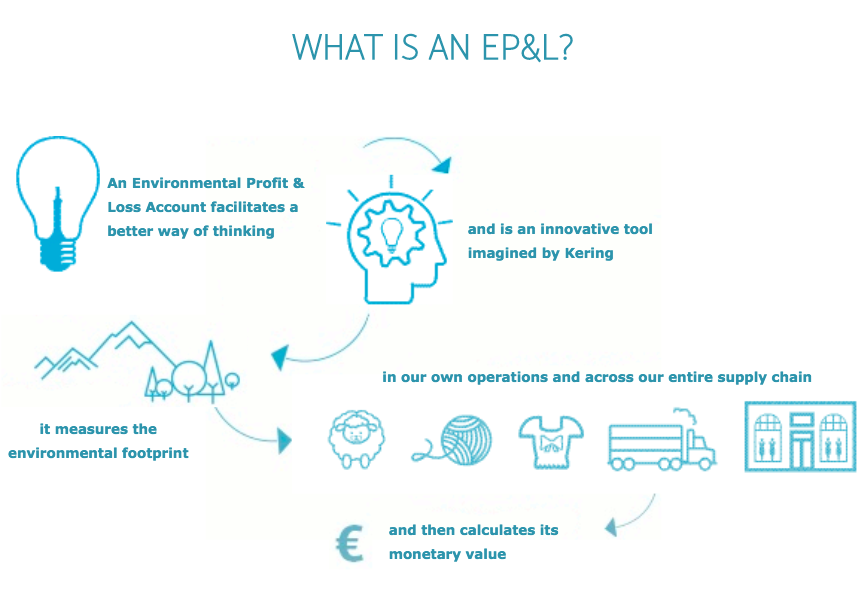 WHAT IS AN EP&L?
An Environmental Profit &
Loss Account facilitates a
better way of thinking
and is an innovative tool
imagined by Kering
it measures the
environmental footprint
in our own operations and across our entire supply chain
€
and then calculates its
monetary value